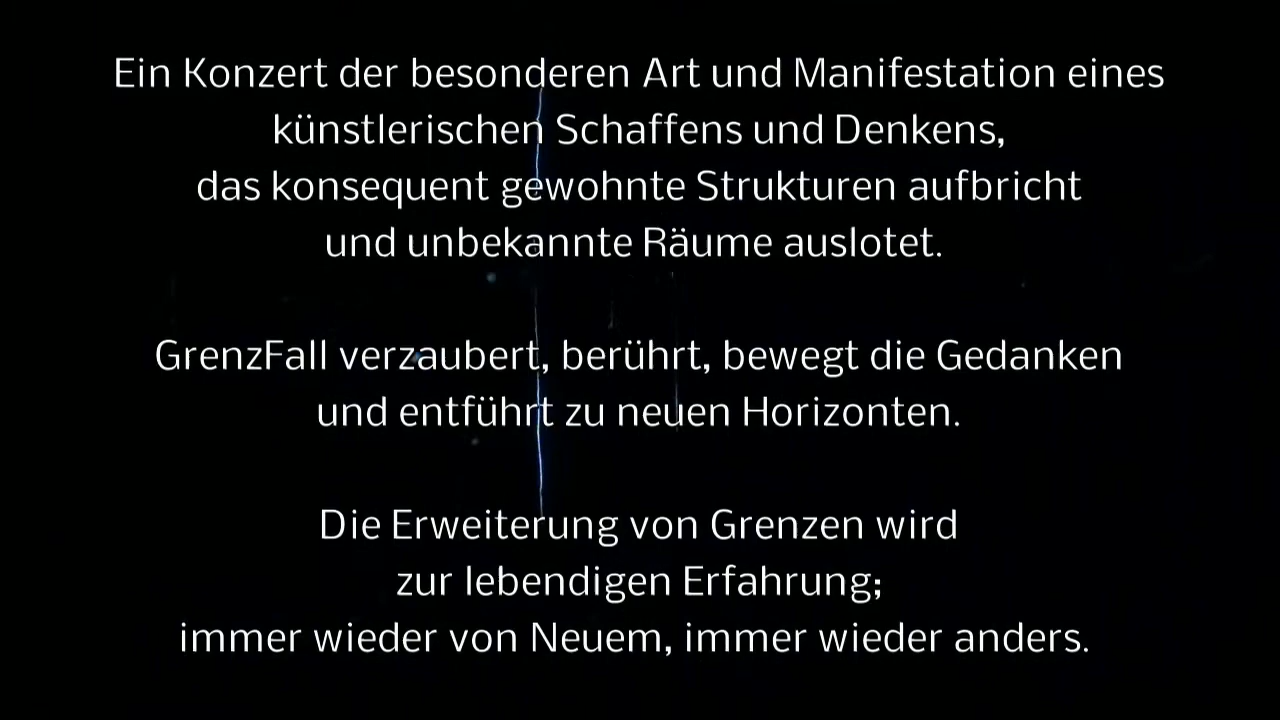 Ein Konzert der besonderen Art und Manifestation eines
künstlerischen Schaffens und Denkens,
das konsequent gewohnte Strukturen aufbricht
und unbekannte Räume auslotet.
GrenzFall verzaubert, berührt, bewegt die Gedanken
und entführt zu neuen Horizonten.
Die Erweiterung von Grenzen wird
zur lebendigen Erfahrung;
immer wieder von Neuem, immer wieder anders.